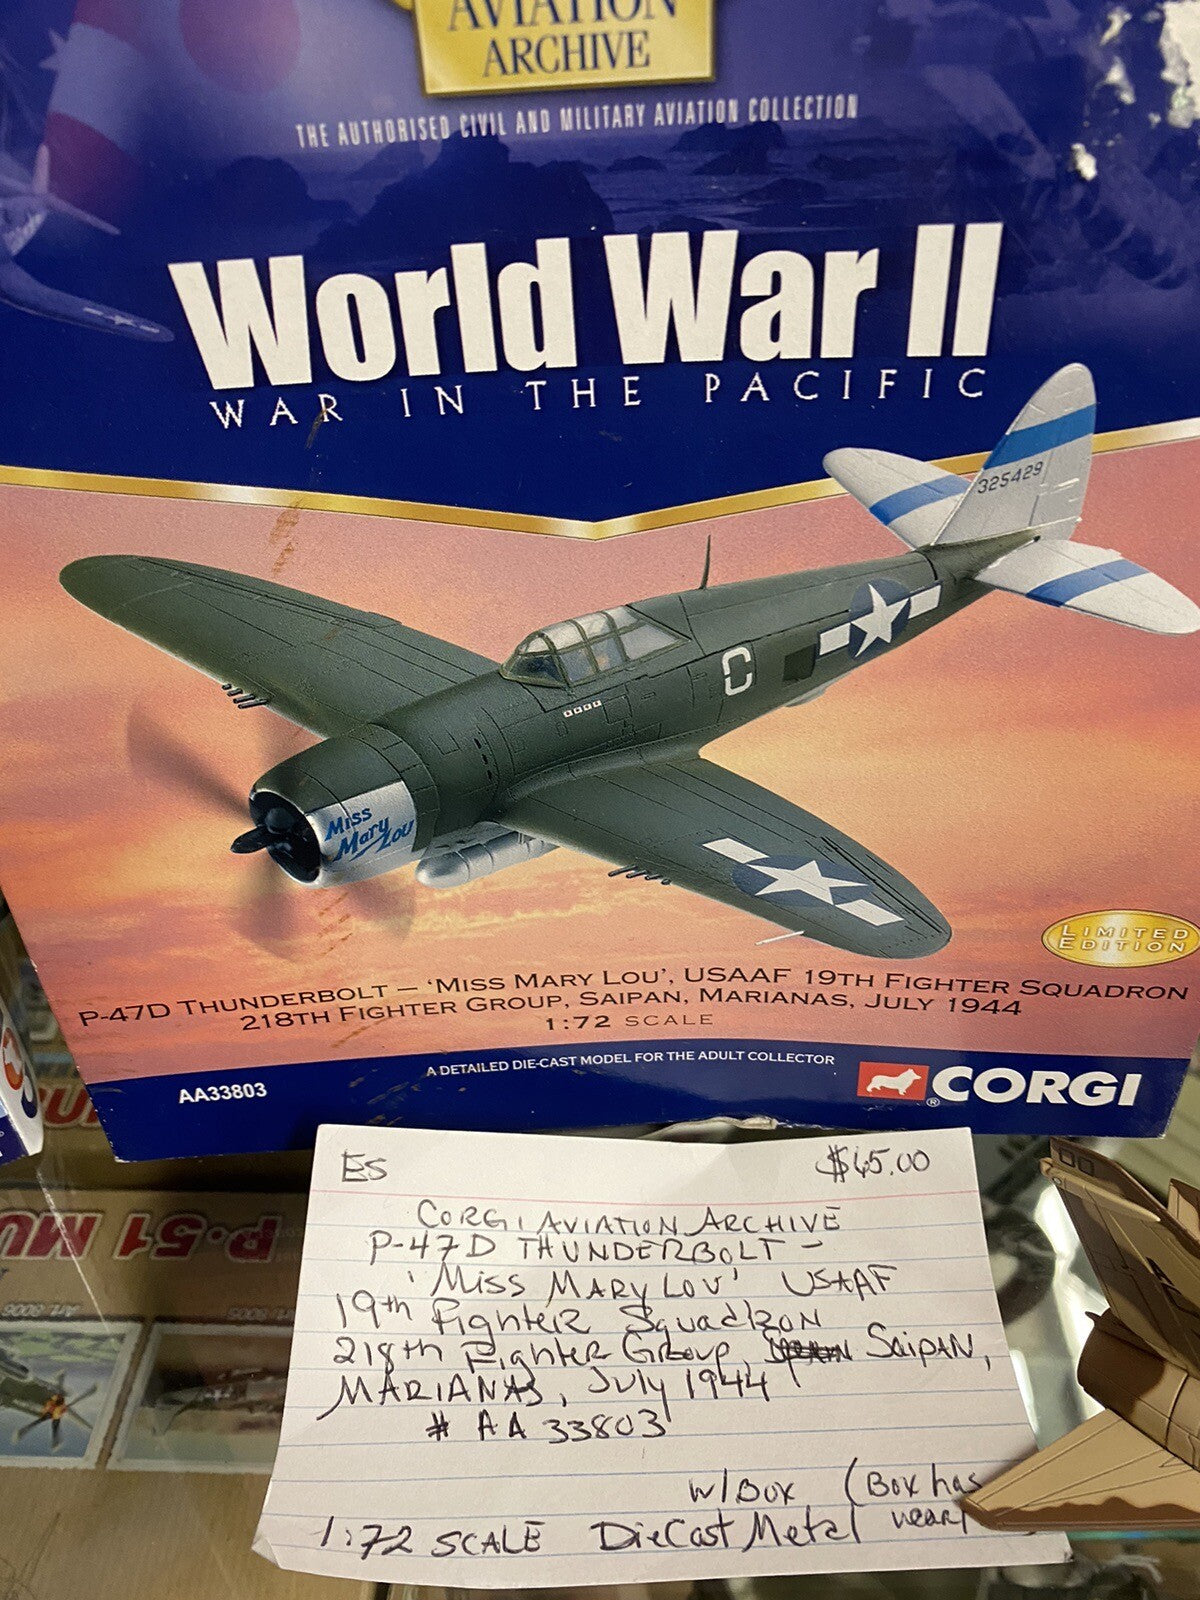 AVIATION
ARCHIVE
THE AUTHORISED CIVIL AND MILITARY AVIATION COLLECTION
World War II
WAR IN THE PACIFIC
325429
C
Miss
Mary
Lou
LIMITED
EDITION
P-47D THUNDERBOLT – 'MISS MARY LOU', USAAF 19TH FIGHTER SQUADRON
218TH FIGHTER GROUP, SAIPAN, MARIANAS, JULY 1944
1:72 SCALE
A DETAILED DIE-CAST MODEL FOR THE ADULT COLLECTOR
AA33803
® CORGI
P-51 MU
ES
CORGI AVIATION ARCHIVE
P-47D THUNDERBOLT –
'Miss MARY LOU' USAAF
19th Fighter Squadron
218th Fighter Group, Saipan,
MARIANAS, July 1944
# AA 33803
w/Box (Box has
wear)
1:72 SCALE DieCast Metal